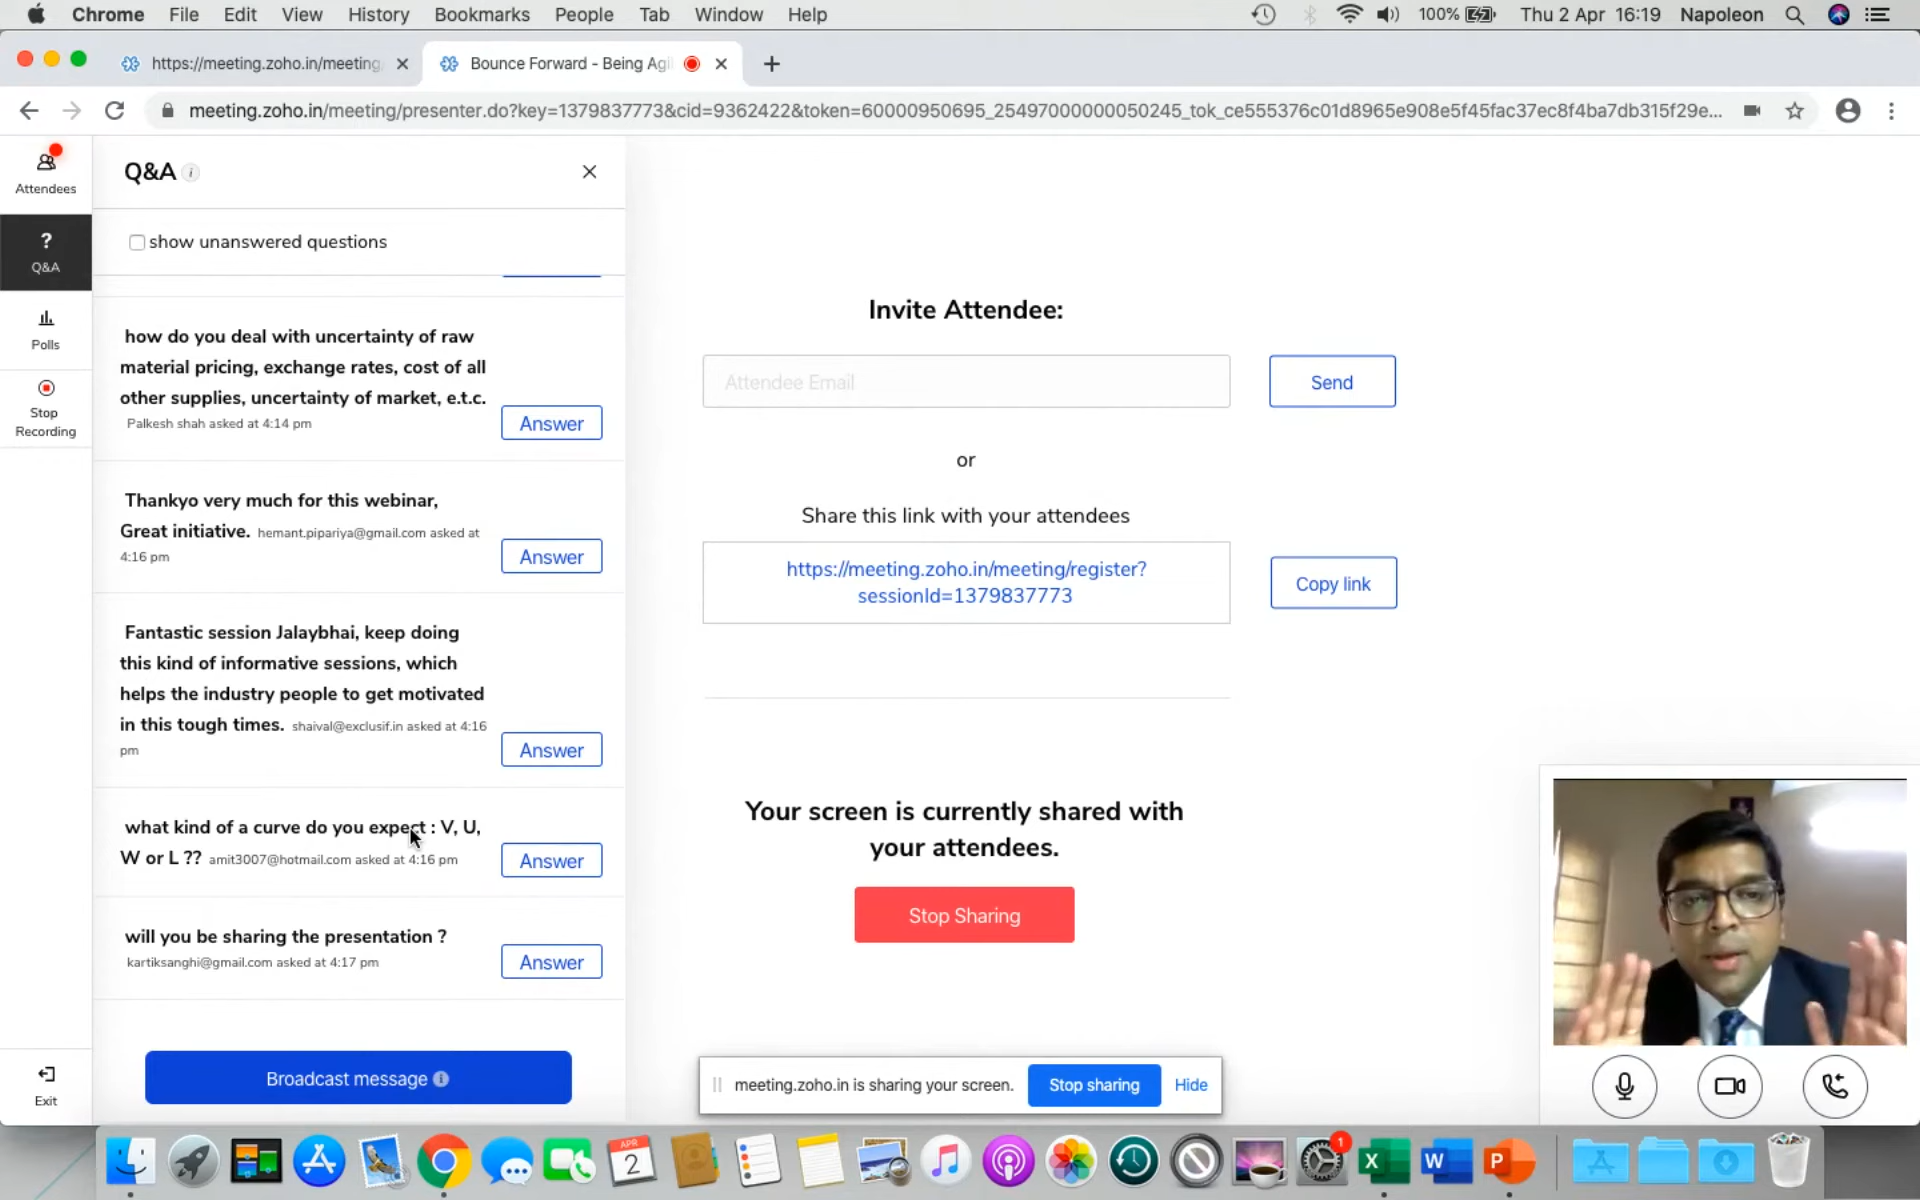 Chrome File Edit View History Bookmarks People Tab Window Help 100% Thu 2 Apr 16:19 Napoleon
https://meeting.zoho.in/meeting
Bounce Forward - Being Agi
meeting.zoho.in/meeting/presenter.do?key=1379837773&cid=9362422&token=60000950695_25497000000050245_tok_ce555376c01d8965e908e5f45fac37ec8f4ba7db315f29e...
Attendees
?
Q&A
Polls
Stop
Recording
Exit
Q&A
show unanswered questions
how do you deal with uncertainty of raw
material pricing, exchange rates, cost of all
other supplies, uncertainty of market, e.t.c.
Palkesh shah asked at 4:14 pm
Answer
Thankyo very much for this webinar,
Great initiative. hemant.pipariya@gmail.com asked at
4:16 pm
Answer
Fantastic session Jalaybhai, keep doing
this kind of informative sessions, which
helps the industry people to get motivated
in this tough times. shaival@exclusif.in asked at 4:16
pm
Answer
what kind of a curve do you expect : V, U,
W or L ?? amit3007@hotmail.com asked at 4:16 pm
Answer
will you be sharing the presentation ?
kartiksanghi@gmail.com asked at 4:17 pm
Answer
Broadcast message
Invite Attendee:
Attendee Email
Send
or
Share this link with your attendees
https://meeting.zoho.in/meeting/register?
sessionId=1379837773
Copy link
Your screen is currently shared with
your attendees.
Stop Sharing
meeting.zoho.in is sharing your screen.
Stop sharing
Hide
APR
2
1
X
W
P